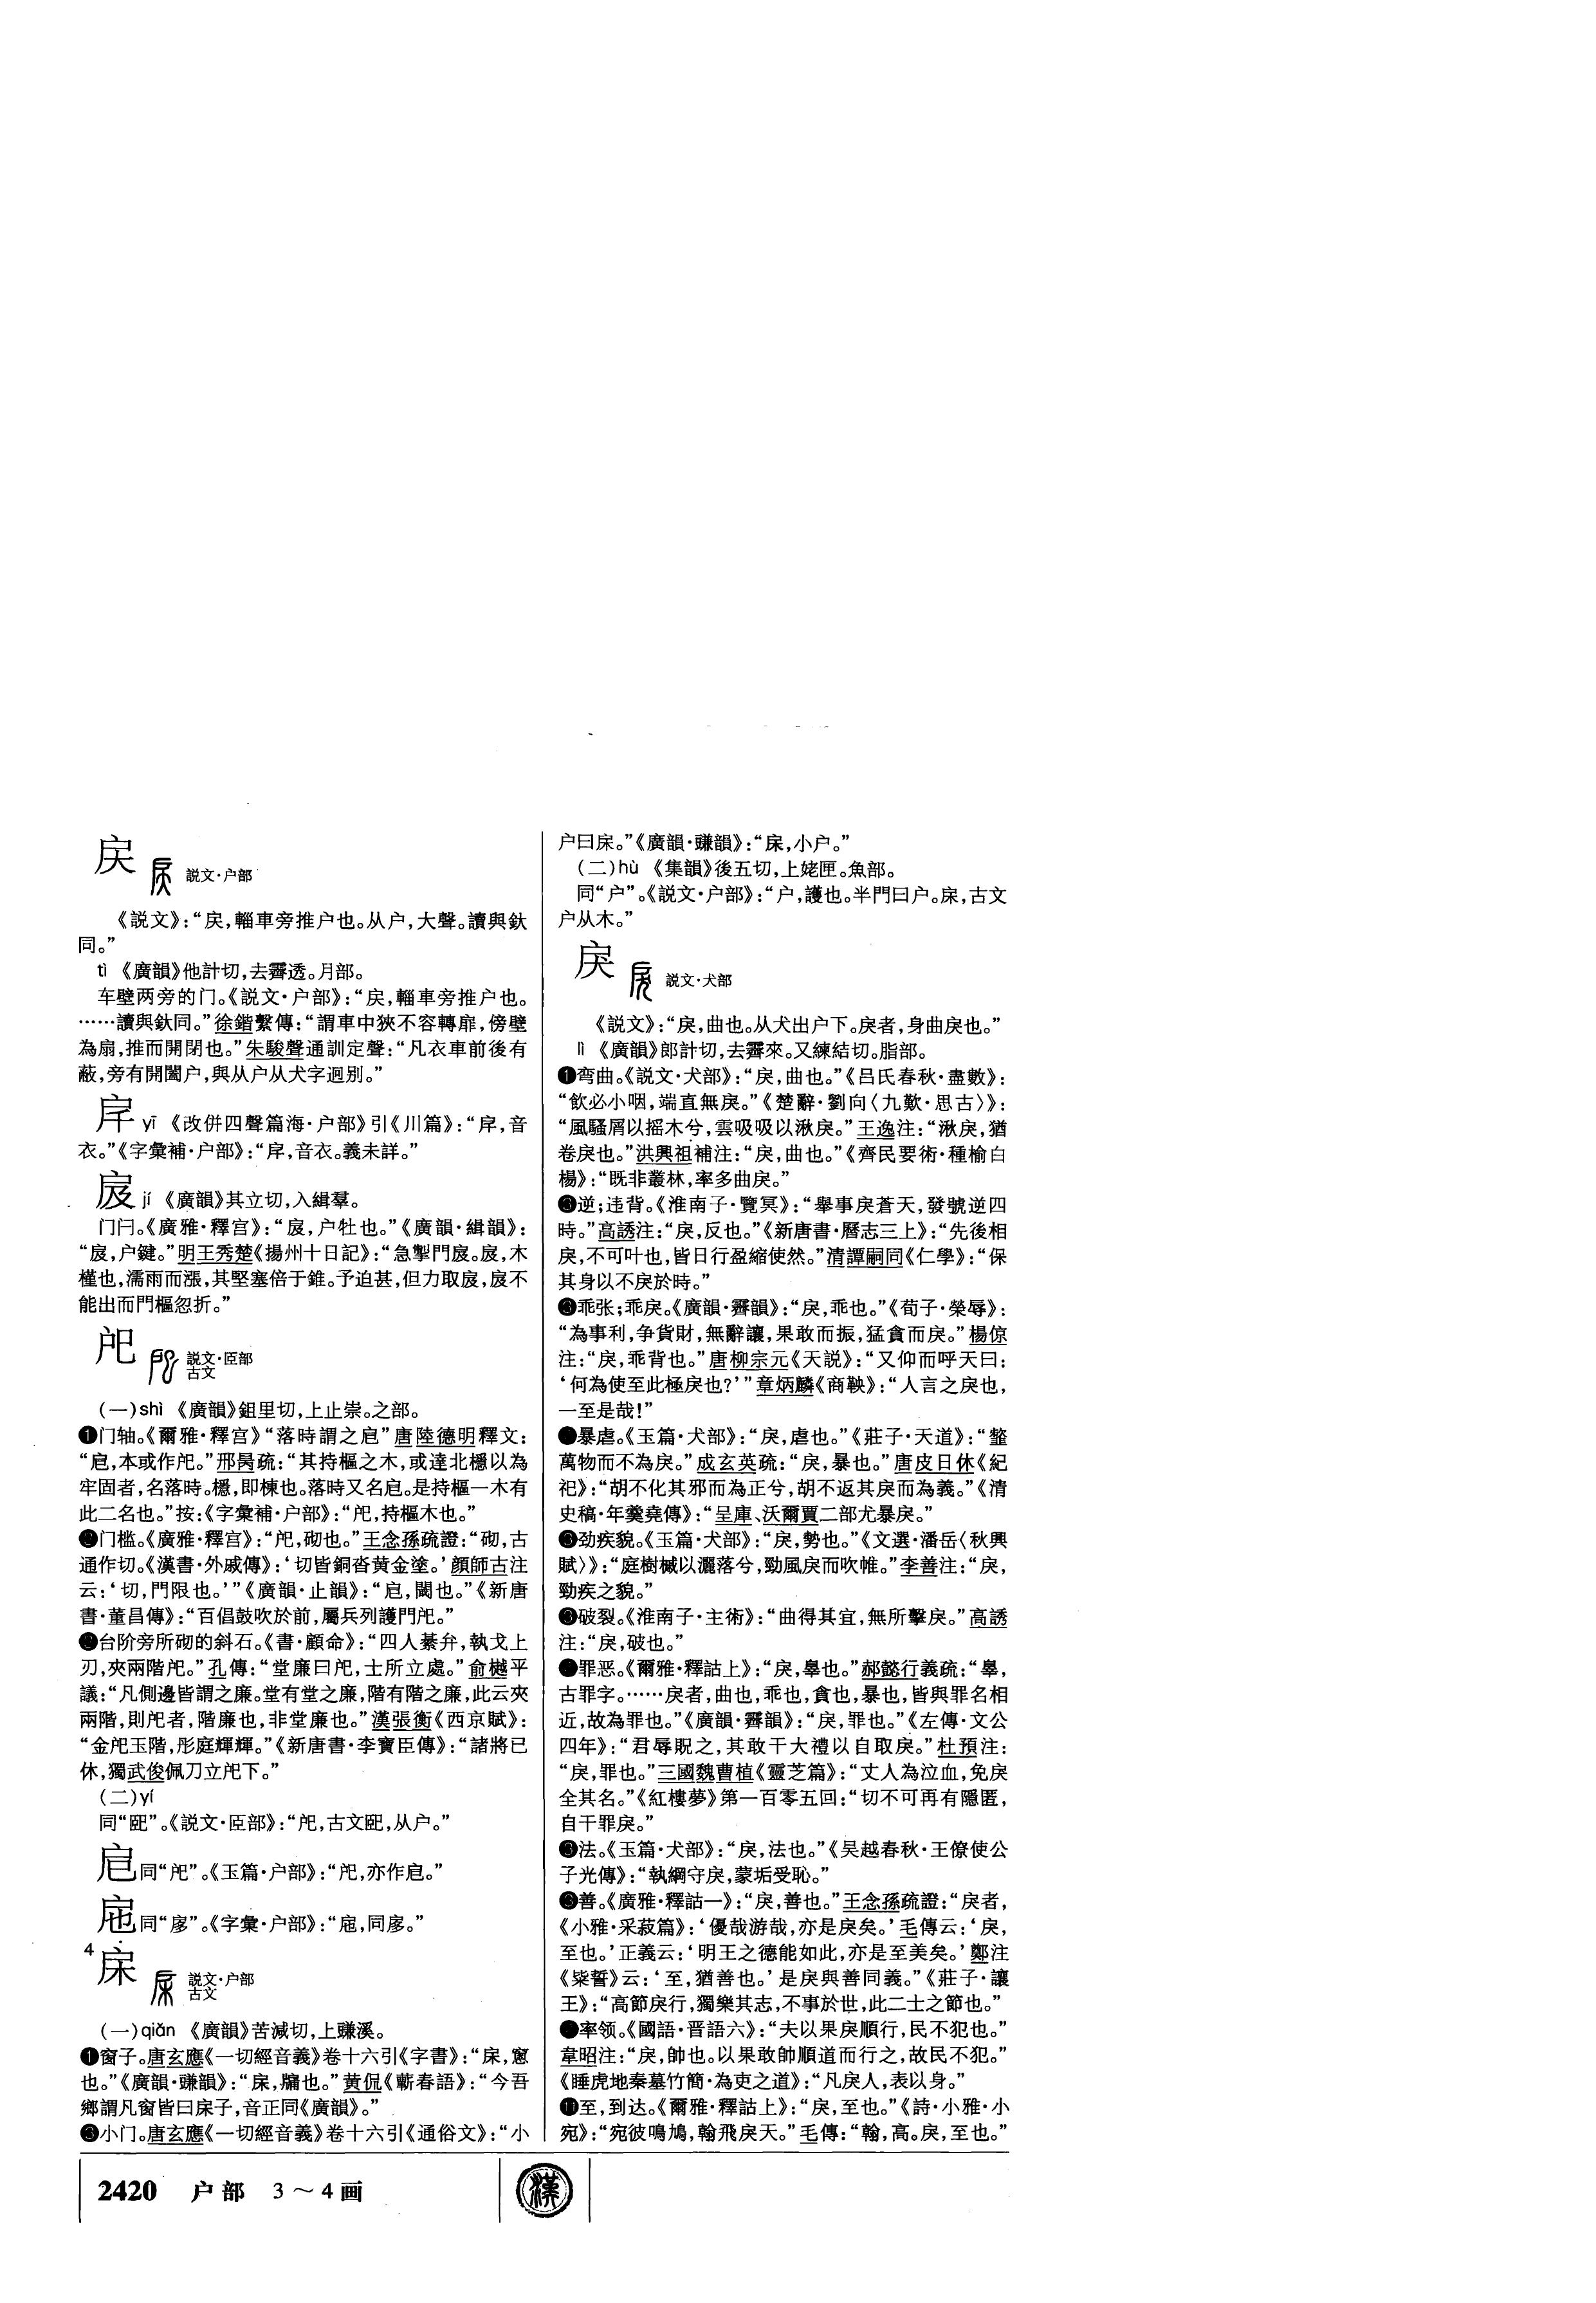 戻 説文·户部
《説文》：“戻，輜車旁推户也。从户，大聲。讀與釱
同。”
tì 《廣韻》他計切，去霽透。月部。
车壁两旁的门。《説文·户部》：“戻，輜車旁推户也。
……讀與釱同。”徐鍇繫傳：“謂車中狹不容轉扉，傍壁
為扇，推而開閉也。”朱駿聲通訓定聲：“凡衣車前後有
蔽，旁有開闔户，與从户从犬字迥别。”
yī 《改併四聲篇海·户部》引《川篇》：“，音
衣。”《字彙補·户部》：“，音衣。義未詳。”
扱 jí 《廣韻》其立切，入緝羣。
门闩。《廣雅·釋宫》：“，户牡也。”《廣韻·緝韻》：
“，户鍵。”明王秀楚《揚州十日記》：“急掣門。，木
槿也，濡雨而漲，其堅塞倍于錐。予迫甚，但力取，不
能出而門樞忽折。”
戺 説文·𦣞部
古文
(一)shì 《廣韻》鉏里切，上止崇。之部。
❶门轴。《爾雅·釋宫》“落時謂之戹”唐陸德明釋文：
“，本或作戺。”邢昺疏：“其持樞之木，或達北檼以為
牢固者，名落時。檼，即棟也。落時又名。是持樞一木有
此二名也。”按：《字彙補·户部》：“戺，持樞木也。”
❷门槛。《廣雅·釋宫》：“戺，砌也。”王念孫疏證：“砌，古
通作切。《漢書·外戚傳》：‘切皆銅沓黄金塗。’顔師古注
云：‘切，門限也。’”《廣韻·止韻》：“，閾也。”《新唐
書·董昌傳》：“百倡鼓吹於前，屬兵列護門戺。”
❸台阶旁所砌的斜石。《書·顧命》：“四人綦弁，執戈上
刃，夾兩階戺。”孔傳：“堂廉曰戺，士所立處。”俞樾平
議：“凡側邊皆謂之廉。堂有堂之廉，階有階之廉，此云夾
兩階，則戺者，階廉也，非堂廉也。”漢張衡《西京賦》：
“金戺玉階，彤庭輝輝。”《新唐書·李寶臣傳》：“諸將已
休，獨武俊佩刀立戺下。”
(二)yí
同“巸”。《説文·𦣞部》：“戺，古文巸，从户。”
同“戺”。《玉篇·户部》：“戺，亦作。”
同“扅”。《字彙·户部》：“，同扅。”
4 床 説文·户部
古文
(一)qiǎn 《廣韻》苦減切，上豏溪。
❶窗子。唐玄應《一切經音義》卷十六引《字書》：“㦿，窻
也。”《廣韻·豏韻》：“㦿，牖也。”黄侃《蘄春語》：“今吾
鄉謂凡窗皆曰㦿子，音正同《廣韻》。”
❷小门。唐玄應《一切經音義》卷十六引《通俗文》：“小
户曰㦿。”《廣韻·豏韻》：“㦿，小户。”
(二)hù 《集韻》後五切，上姥匣。魚部。
同“户”。《説文·户部》：“户，護也。半門曰户。㦿，古文
户从木。”
戾 説文·犬部
《説文》：“戾，曲也。从犬出户下。戾者，身曲戾也。”
lì 《廣韻》郎計切，去霽來。又練結切。脂部。
❶弯曲。《説文·犬部》：“戾，曲也。”《吕氏春秋·盡數》：
“飲必小咽，端直無戾。”《楚辭·劉向〈九歎·思古〉》：
“風騷屑以摇木兮，雲吸吸以湫戾。”王逸注：“湫戾，猶
卷戾也。”洪興祖補注：“戾，曲也。”《齊民要術·種榆白
楊》：“既非叢林，率多曲戾。”
❷逆；违背。《淮南子·覽冥》：“舉事戾蒼天，發號逆四
時。”高誘注：“戾，反也。”《新唐書·曆志三上》：“先後相
戾，不可叶也，皆日行盈縮使然。”清譚嗣同《仁學》：“保
其身以不戾於時。”
❸乖张；乖戾。《廣韻·霽韻》：“戾，乖也。”《荀子·榮辱》：
“為事利，争貨財，無辭讓，果敢而振，猛貪而戾。”楊倞
注：“戾，乖背也。”唐柳宗元《天説》：“又仰而呼天曰：
‘何為使至此極戾也？’”章炳麟《商鞅》：“人言之戾也，
一至是哉！”
❹暴虐。《玉篇·犬部》：“戾，虐也。”《莊子·天道》：“𩐋
萬物而不為戾。”成玄英疏：“戾，暴也。”唐皮日休《紀
祀》：“胡不化其邪而為正兮，胡不返其戾而為義。”《清
史稿·年羹堯傳》：“呈庫、沃爾賈二部尤暴戾。”
❺劲疾貌。《玉篇·犬部》：“戾，勢也。”《文選·潘岳〈秋興
賦〉》：“庭樹槭以灑落兮，勁風戾而吹帷。”李善注：“戾，
勁疾之貌。”
❻破裂。《淮南子·主術》：“曲得其宜，無所擊戾。”高誘
注：“戾，破也。”
❼罪恶。《爾雅·釋詁上》：“戾，辠也。”郝懿行義疏：“辠，
古罪字。……戾者，曲也，乖也，貪也，暴也，皆與罪名相
近，故為罪也。”《廣韻·霽韻》：“戾，罪也。”《左傳·文公
四年》：“君辱貺之，其敢干大禮以自取戾。”杜預注：
“戾，罪也。”三國魏曹植《靈芝篇》：“丈人為泣血，免戾
全其名。”《紅樓夢》第一百零五回：“切不可再有隱匿，
自干罪戾。”
❽法。《玉篇·犬部》：“戾，法也。”《吴越春秋·王僚使公
子光傳》：“執綱守戾，蒙垢受恥。”
❾善。《廣雅·釋詁一》：“戾，善也。”王念孫疏證：“戾者，
《小雅·采菽篇》：‘優哉游哉，亦是戾矣。’毛傳云：‘戾，
至也。’正義云：‘明王之德能如此，亦是至美矣。’鄭注
《粊誓》云：‘至，猶善也。’是戾與善同義。”《莊子·讓
王》：“高節戾行，獨樂其志，不事於世，此二士之節也。”
❿率领。《國語·晋語六》：“夫以果戾順行，民不犯也。”
韋昭注：“戾，帥也。以果敢帥順道而行之，故民不犯。”
《睡虎地秦墓竹簡·為吏之道》：“凡戾人，表以身。”
⓫至，到达。《爾雅·釋詁上》：“戾，至也。”《詩·小雅·小
宛》：“宛彼鳴鳩，翰飛戾天。”毛傳：“翰，高。戾，至也。”
2420 户部 3～4画 漢